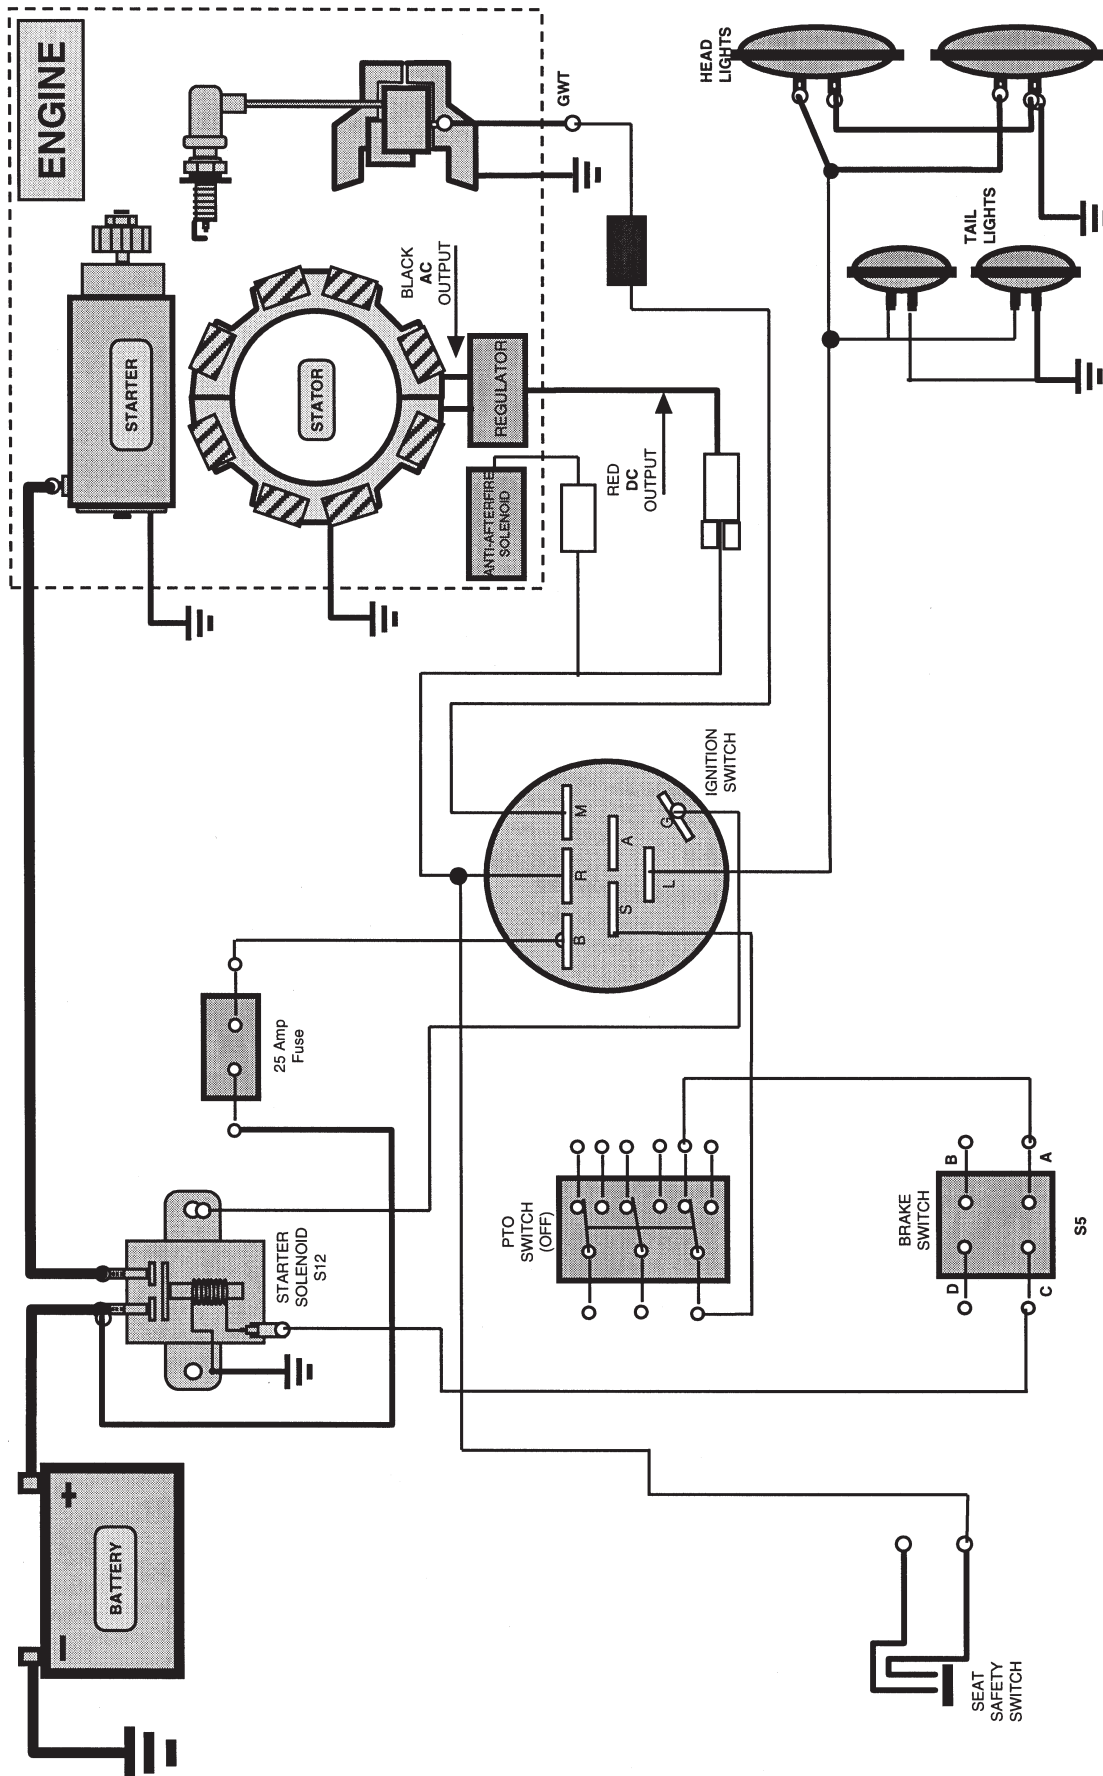 ENGINE
STARTER
STATOR
BLACK
AC
OUTPUT
REGULATOR
ANTI-AFTERFIRE
SOLENOID
RED
DC
OUTPUT
GWT
HEAD
LIGHTS
TAIL
LIGHTS
IGNITION
SWITCH
M
R
B
A
S
L
G
25 Amp
Fuse
STARTER
SOLENOID
S12
PTO
SWITCH
(OFF)
BRAKE
SWITCH
B
A
D
C
S5
BATTERY
+
–
SEAT
SAFETY
SWITCH